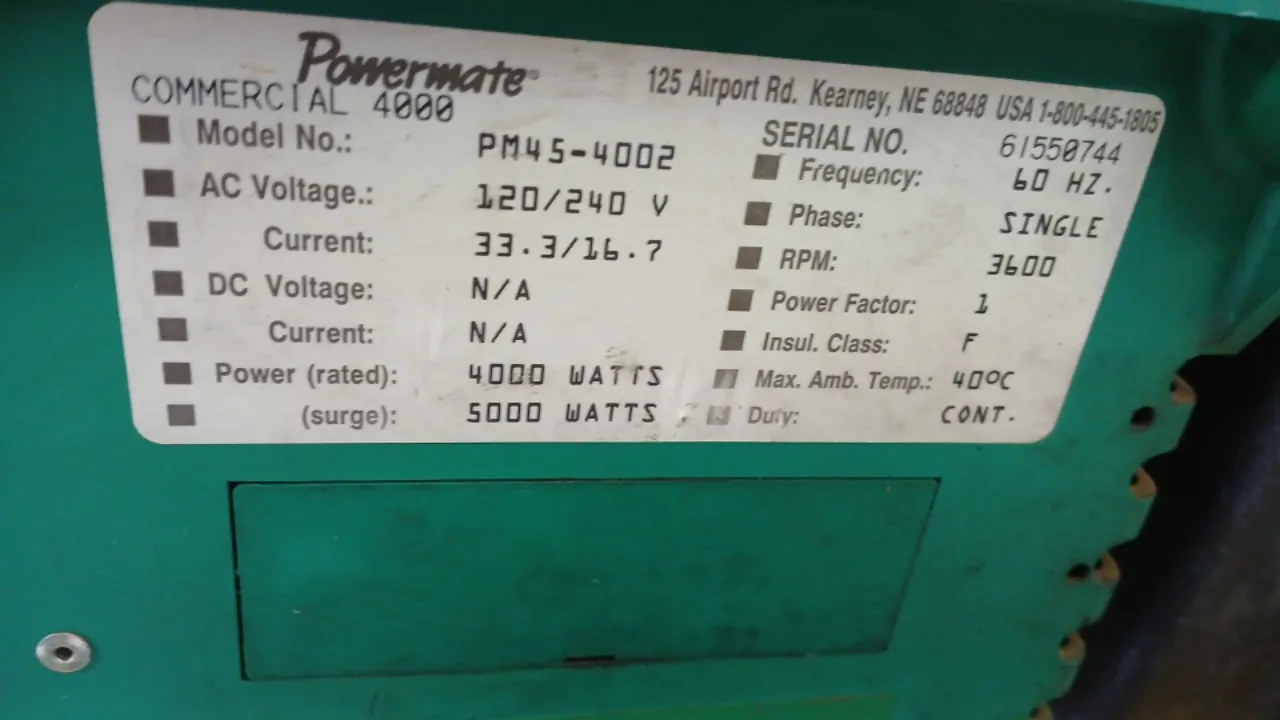 Powermate®
125 Airport Rd. Kearney, NE 68848 USA 1-800-445-1805
COMMERCIAL 4000
SERIAL NO. 61550744
Model No.: PM45-4002
Frequency: 60 HZ.
AC Voltage.: 120/240 V
Phase: SINGLE
Current: 33.3/16.7
RPM: 3600
DC Voltage: N/A
Power Factor: 1
Current: N/A
Insul. Class: F
Power (rated): 4000 WATTS
Max. Amb. Temp.: 40°C
(surge): 5000 WATTS
Duty: CONT.